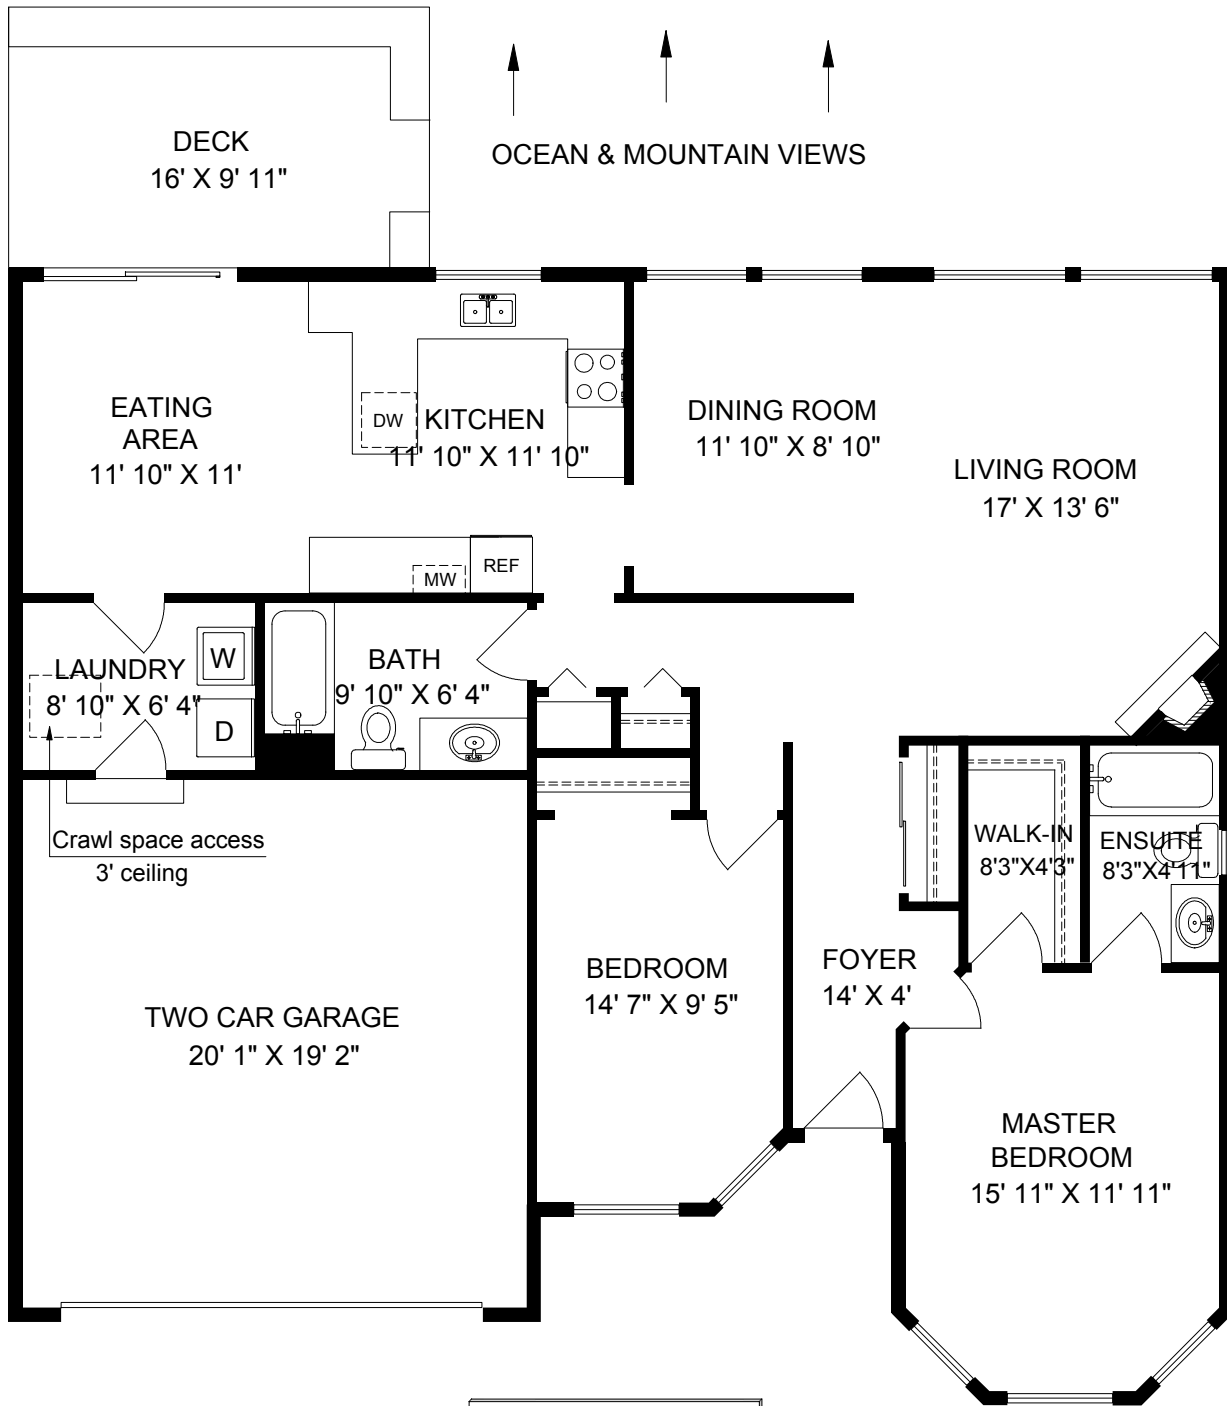 DECK
16' X 9' 11"
OCEAN & MOUNTAIN VIEWS
EATING
AREA
11' 10" X 11'
DW
KITCHEN
11' 10" X 11' 10"
DINING ROOM
11' 10" X 8' 10"
LIVING ROOM
17' X 13' 6"
MW
REF
LAUNDRY
8' 10" X 6' 4"
W
D
BATH
9' 10" X 6' 4"
Crawl space access
3' ceiling
WALK-IN
8'3"X4'3"
ENSUITE
8'3"X4'11"
BEDROOM
14' 7" X 9' 5"
FOYER
14' X 4'
TWO CAR GARAGE
20' 1" X 19' 2"
MASTER
BEDROOM
15' 11" X 11' 11"